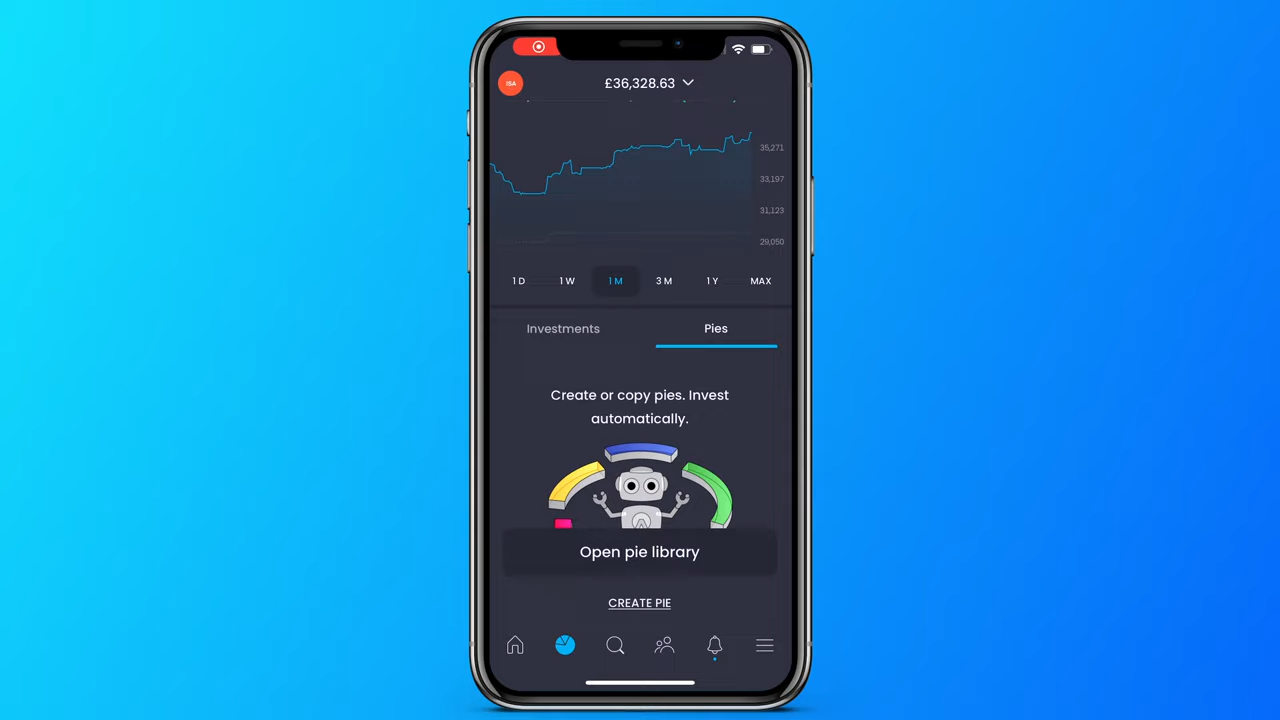 ISA
£36,328.63
35,271
33,197
31,123
29,050
1 D 1 W 1 M 3 M 1 Y MAX
Investments Pies
Create or copy pies. Invest
automatically.
Open pie library
CREATE PIE